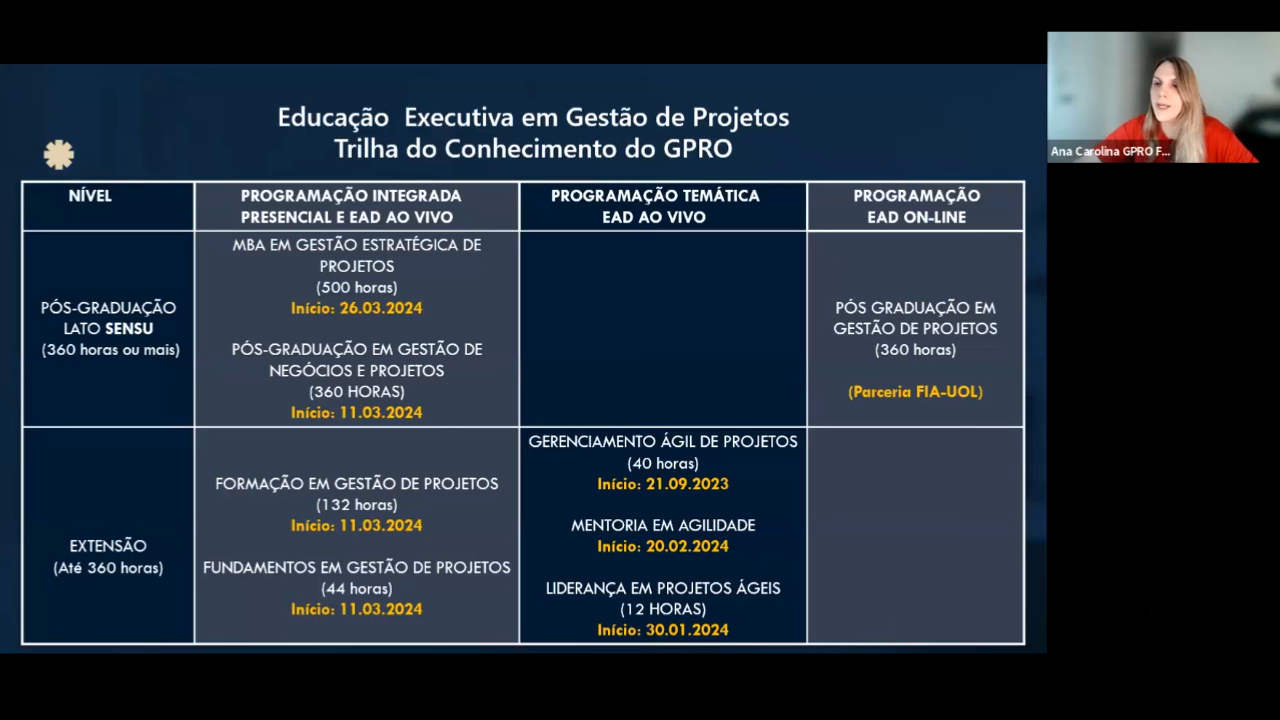 Educação Executiva em Gestão de Projetos
Trilha do Conhecimento do GPRO
Ana Carolina GPRO F...
NÍVEL
PROGRAMAÇÃO INTEGRADA
PRESENCIAL E EAD AO VIVO
PROGRAMAÇÃO TEMÁTICA
EAD AO VIVO
PROGRAMAÇÃO
EAD ON-LINE
PÓS-GRADUAÇÃO
LATO SENSU
(360 horas ou mais)
MBA EM GESTÃO ESTRATÉGICA DE
PROJETOS
(500 horas)
Início: 26.03.2024
PÓS-GRADUAÇÃO EM GESTÃO DE
NEGÓCIOS E PROJETOS
(360 HORAS)
Início: 11.03.2024
PÓS GRADUAÇÃO EM
GESTÃO DE PROJETOS
(360 horas)
(Parceria FIA-UOL)
EXTENSÃO
(Até 360 horas)
FORMAÇÃO EM GESTÃO DE PROJETOS
(132 horas)
Início: 11.03.2024
FUNDAMENTOS EM GESTÃO DE PROJETOS
(44 horas)
Início: 11.03.2024
GERENCIAMENTO ÁGIL DE PROJETOS
(40 horas)
Início: 21.09.2023
MENTORIA EM AGILIDADE
Início: 20.02.2024
LIDERANÇA EM PROJETOS ÁGEIS
(12 HORAS)
Início: 30.01.2024